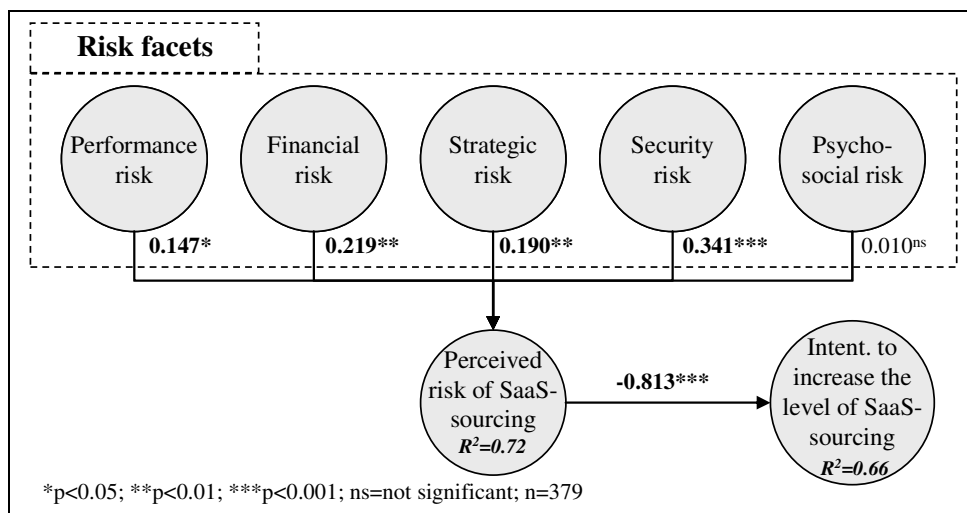 Risk facets
Performance
risk
Financial
risk
Strategic
risk
Security
risk
Psycho-
social risk
0.147*
0.219**
0.190**
0.341***
0.010ns
Perceived
risk of SaaS-
sourcing
R²=0.72
-0.813***
Intent. to
increase the
level of SaaS-
sourcing
R²=0.66
*p<0.05; **p<0.01; ***p<0.001; ns=not significant; n=379